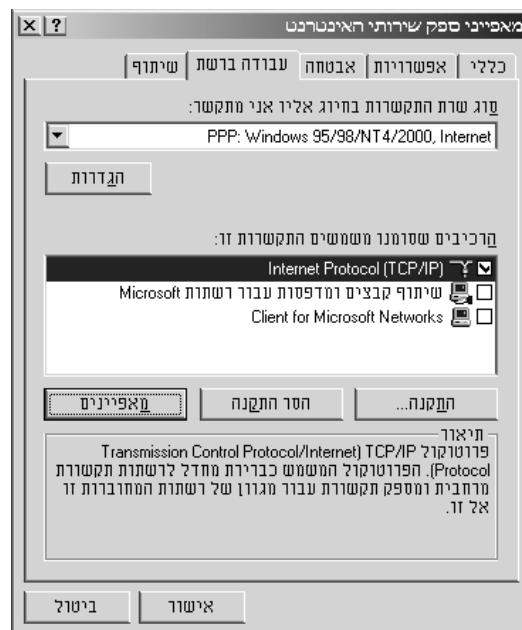 מאפייני ספק שירותי האינטרנט
כללי
אפשרויות
אבטחה
עבודה ברשת
שיתוף
סוג שרת התקשרות בחיוג אליו אני מתקשר:
PPP: Windows 95/98/NT4/2000, Internet
הגדרות
הרכיבים שסומנו משמשים התקשרות זו:
Internet Protocol (TCP/IP)
שיתוף קבצים ומדפסות עבור רשתות Microsoft
Client for Microsoft Networks
התקנה...
הסר התקנה
מאפיינים
תיאור
פרוטוקול TCP/IP (Transmission Control Protocol/Internet
Protocol). הפרוטוקול המשמש כברירת מחדל לרשתות תקשורת
מרחבית ומספק תקשורת עבור מגוון של רשתות המחוברות זו
אל זו.
אישור
ביטול